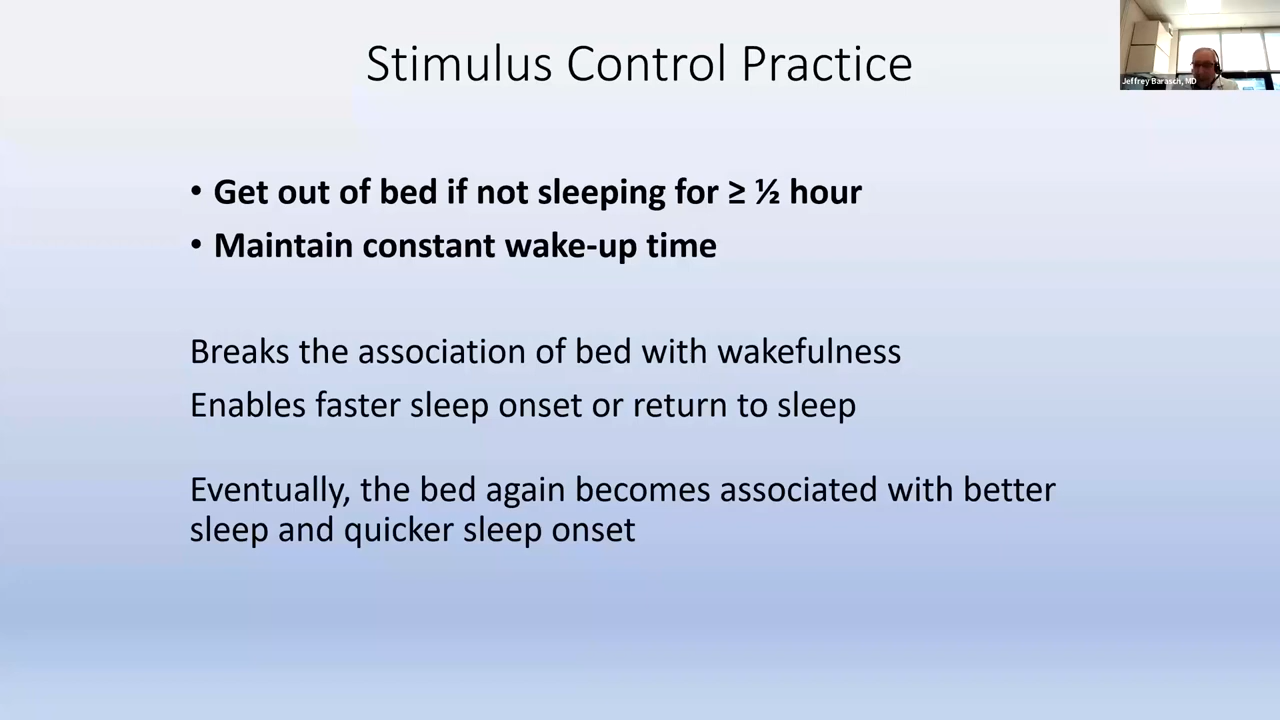 Stimulus Control Practice
Jeffrey Barasch, MD
• Get out of bed if not sleeping for ≥ ½ hour
• Maintain constant wake-up time
Breaks the association of bed with wakefulness
Enables faster sleep onset or return to sleep
Eventually, the bed again becomes associated with better
sleep and quicker sleep onset